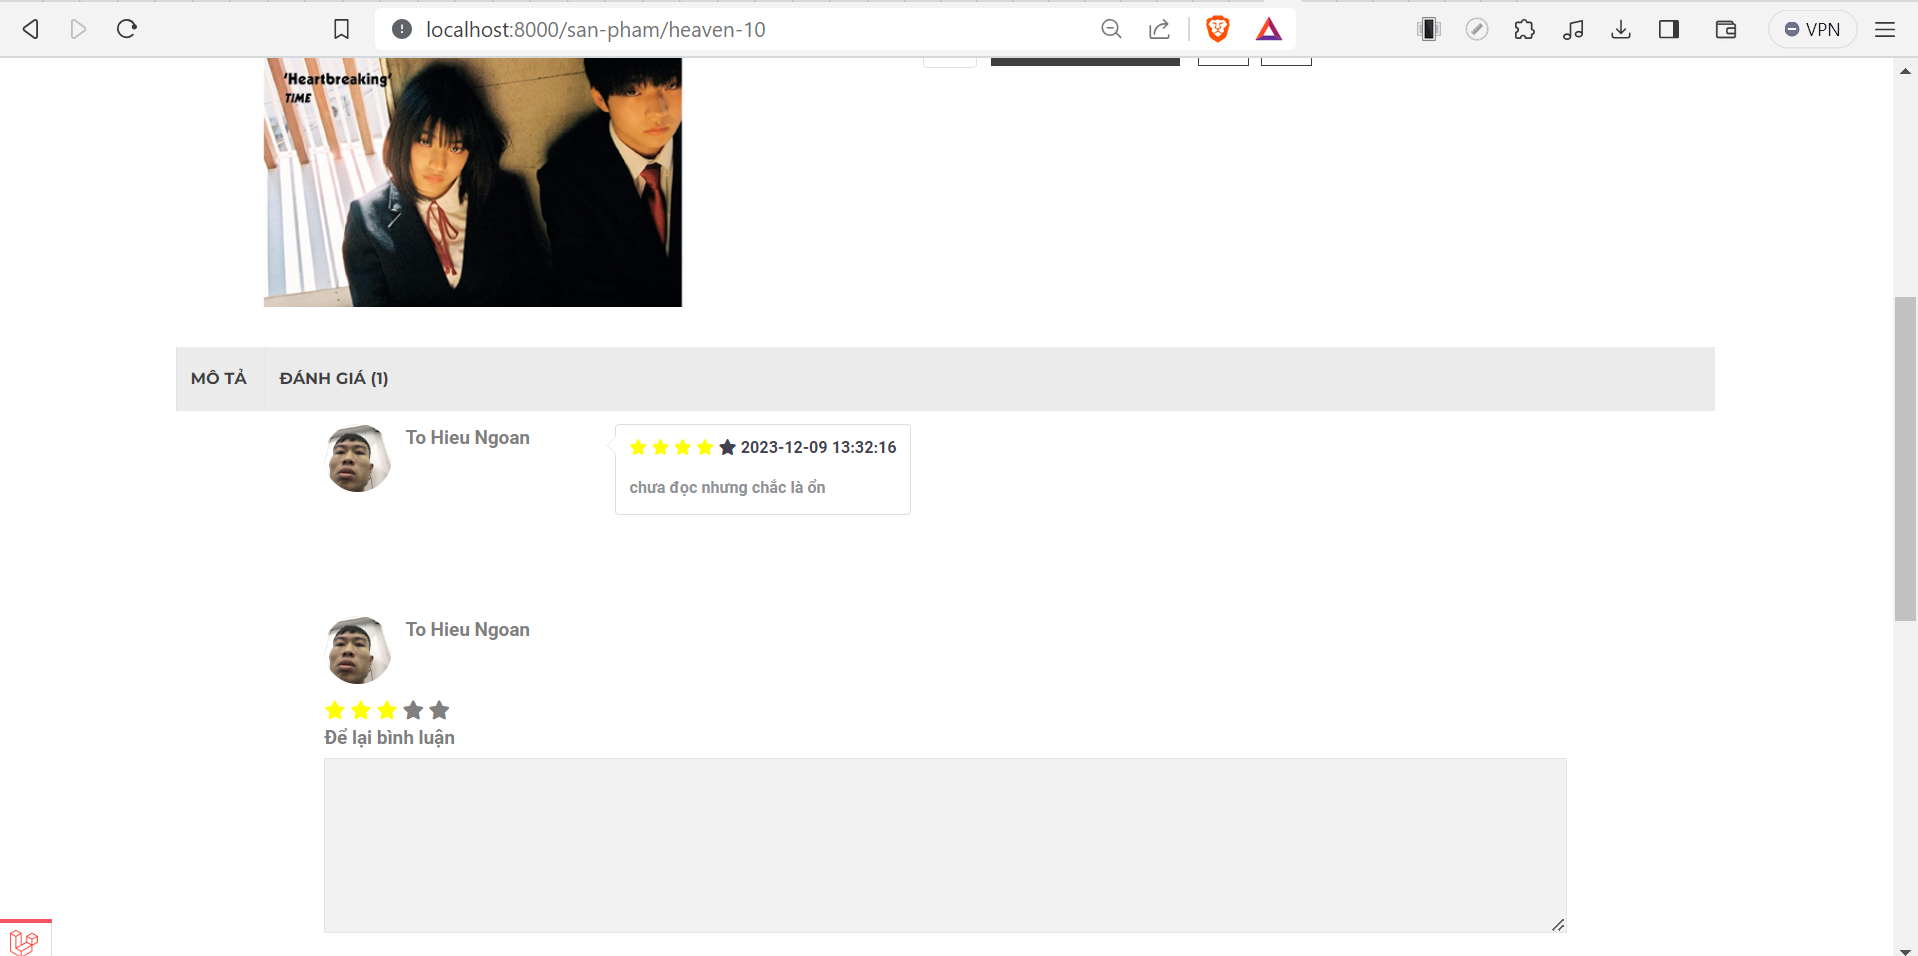 localhost:8000/san-pham/heaven-10
VPN
'Heartbreaking'
TIME
MÔ TẢ
ĐÁNH GIÁ (1)
To Hieu Ngoan
2023-12-09 13:32:16
chưa đọc nhưng chắc là ổn
To Hieu Ngoan
Để lại bình luận